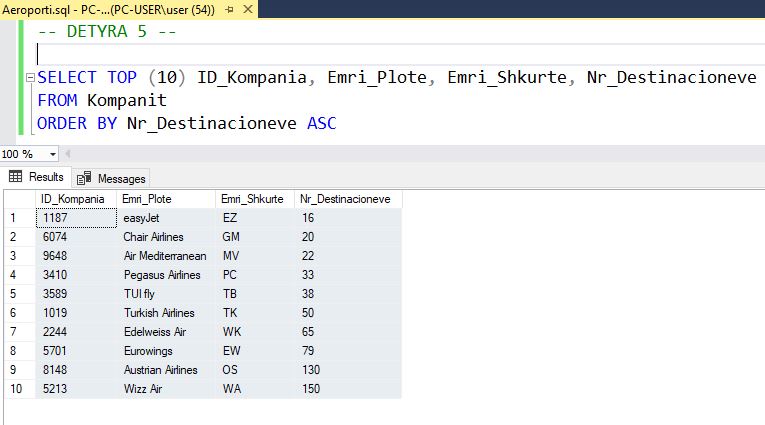 Aeroporti.sql - PC-...(PC-USER\user (54))
-- DETYRA 5 --
SELECT TOP (10) ID_Kompania, Emri_Plote, Emri_Shkurte, Nr_Destinacioneve
FROM Kompanit
ORDER BY Nr_Destinacioneve ASC
100 %
Results Messages
ID_Kompania Emri_Plote Emri_Shkurte Nr_Destinacioneve
1 1187 easyJet EZ 16
2 6074 Chair Airlines GM 20
3 9648 Air Mediterranean MV 22
4 3410 Pegasus Airlines PC 33
5 3589 TUI fly TB 38
6 1019 Turkish Airlines TK 50
7 2244 Edelweiss Air WK 65
8 5701 Eurowings EW 79
9 8148 Austrian Airlines OS 130
10 5213 Wizz Air WA 150